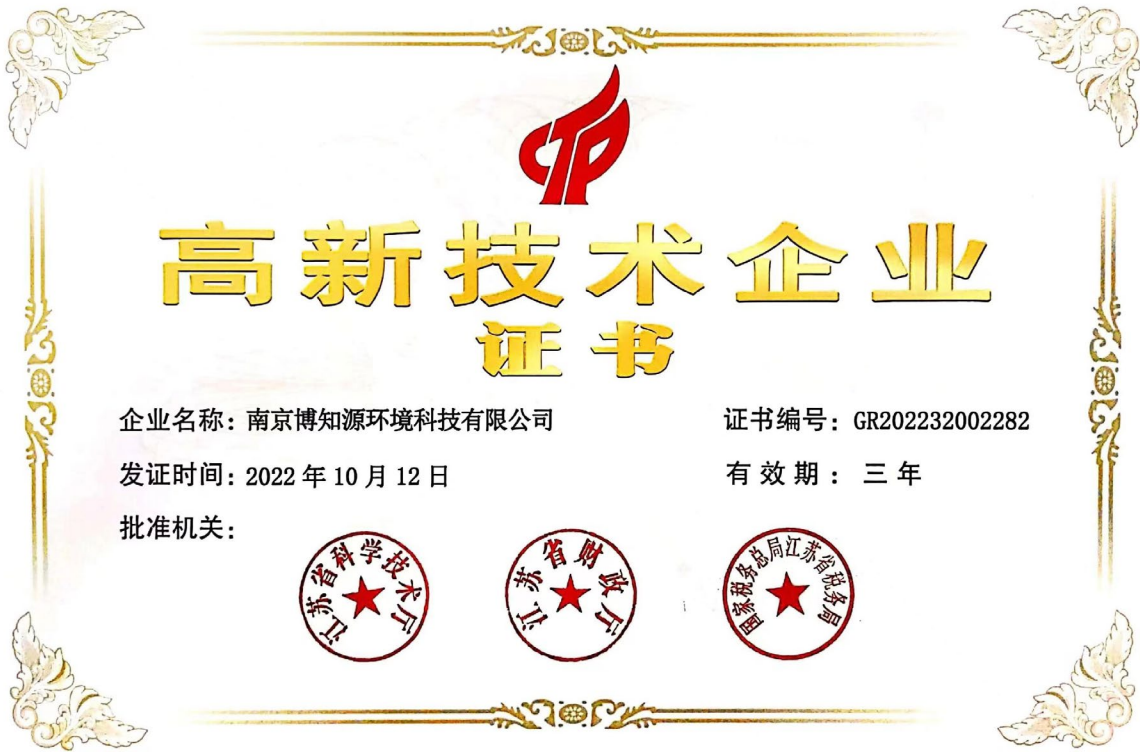 CTP
高新技术企业
证书
企业名称：南京博知源环境科技有限公司
证书编号：GR202232002282
发证时间：2022年10月12日
有效期：三年
批准机关：
江苏省科学技术厅
江苏省财政厅
国家税务总局江苏省税务局